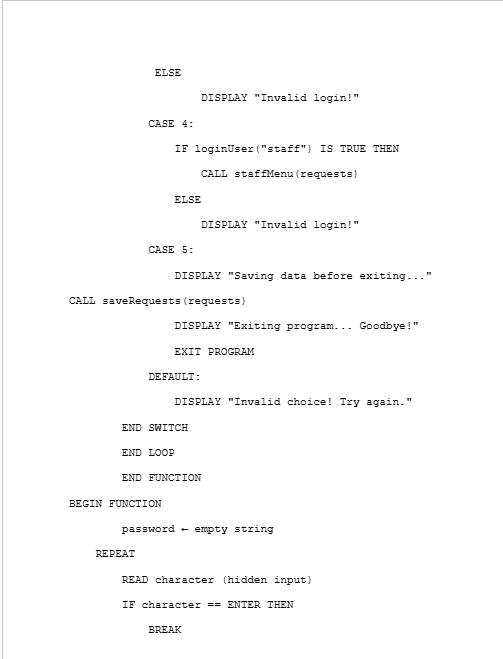 ELSE
DISPLAY "Invalid login!"
CASE 4:
IF loginUser("staff") IS TRUE THEN
CALL staffMenu(requests)
ELSE
DISPLAY "Invalid login!"
CASE 5:
DISPLAY "Saving data before exiting..."
CALL saveRequests(requests)
DISPLAY "Exiting program... Goodbye!"
EXIT PROGRAM
DEFAULT:
DISPLAY "Invalid choice! Try again."
END SWITCH
END LOOP
END FUNCTION
BEGIN FUNCTION
password ← empty string
REPEAT
READ character (hidden input)
IF character == ENTER THEN
BREAK